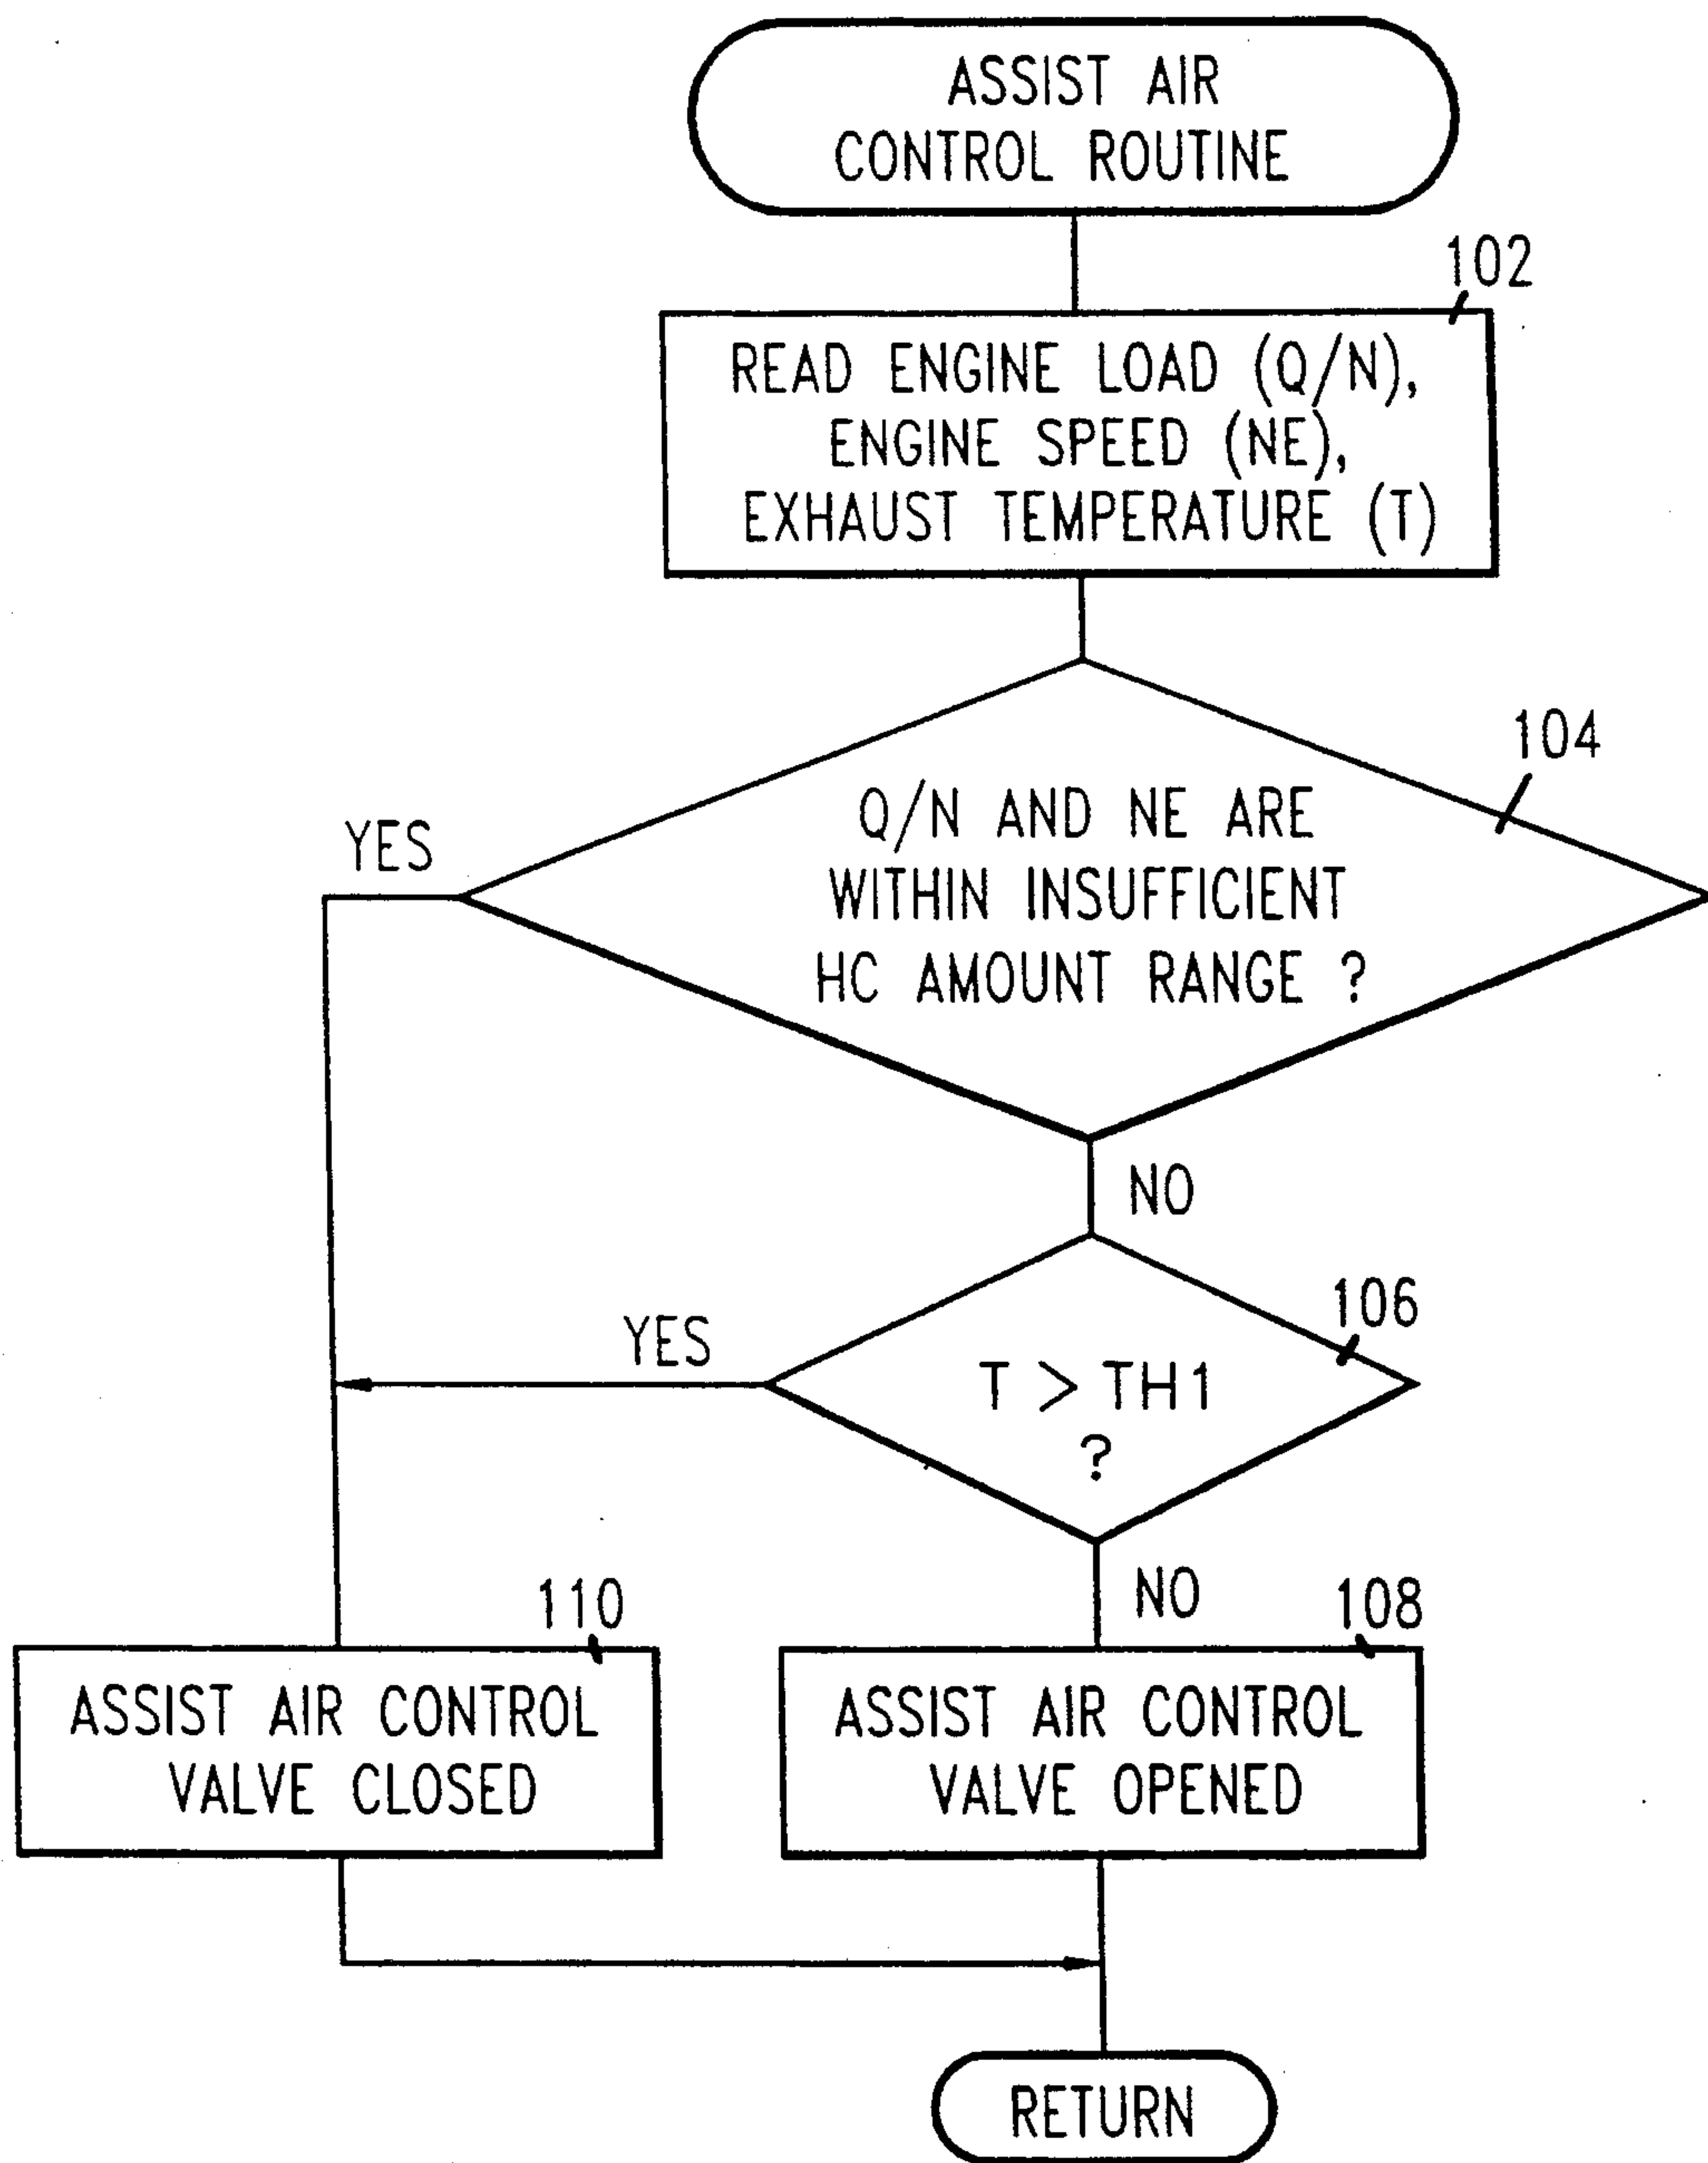 ASSIST AIR
CONTROL ROUTINE
102
READ ENGINE LOAD (Q/N),
ENGINE SPEED (NE),
EXHAUST TEMPERATURE (T)
104
Q/N AND NE ARE
WITHIN INSUFFICIENT
HC AMOUNT RANGE ?
YES
NO
106
T > TH1
?
YES
NO
110
ASSIST AIR CONTROL
VALVE CLOSED
108
ASSIST AIR CONTROL
VALVE OPENED
RETURN